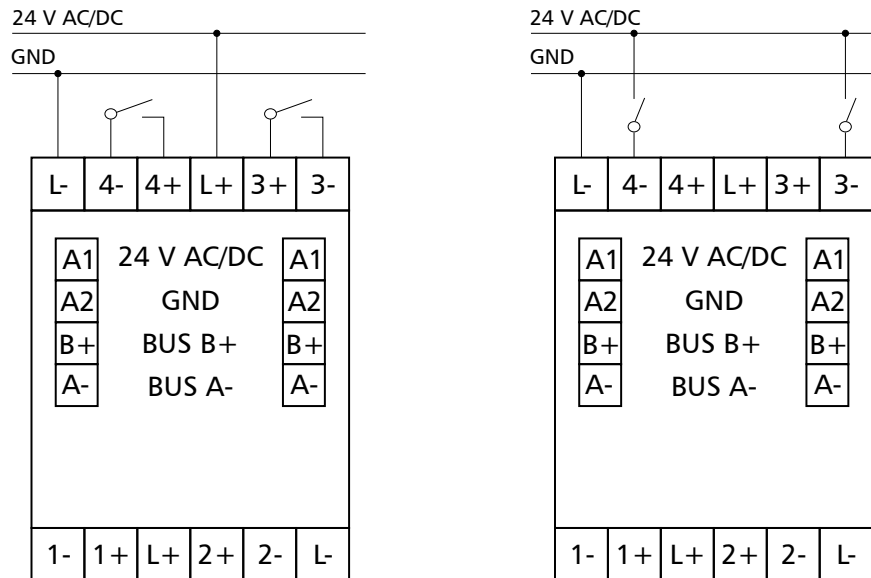 24 V AC/DC
GND
L- 4- 4+ L+ 3+ 3-
A1 24 V AC/DC A1
A2 GND A2
B+ BUS B+ B+
A- BUS A- A-
1- 1+ L+ 2+ 2- L-
24 V AC/DC
GND
L- 4- 4+ L+ 3+ 3-
A1 24 V AC/DC A1
A2 GND A2
B+ BUS B+ B+
A- BUS A- A-
1- 1+ L+ 2+ 2- L-